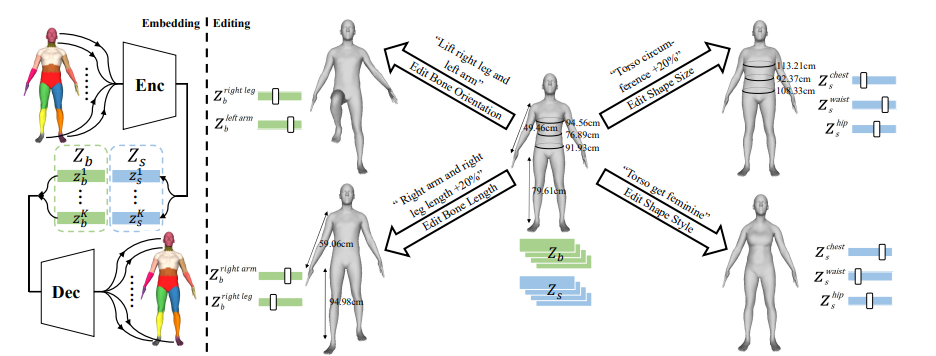 Embedding
Editing
Enc
Z_b
Z_s
z_b^1
z_s^1
z_b^K
z_s^K
Dec
Z_b^{right leg}
Z_b^{left arm}
"Lift right leg and
left arm"
Edit Bone Orientation
"Torso circum-
ference +20%"
Edit Shape Size
113.21cm
92.37cm
108.33cm
Z_s^{chest}
Z_s^{waist}
Z_s^{hip}
49.46cm
94.56cm
76.89cm
91.93cm
79.61cm
Z_b
Z_s
" Right arm and right
leg length +20%"
Edit Bone Length
59.06cm
94.98cm
Z_b^{right arm}
Z_b^{right leg}
"Torso get feminine"
Edit Shape Style
Z_s^{chest}
Z_s^{waist}
Z_s^{hip}